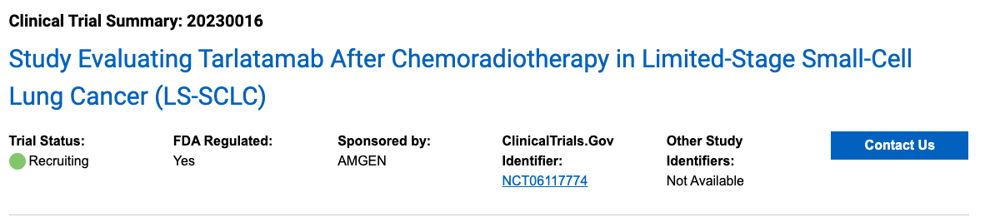 Clinical Trial Summary: 20230016
Study Evaluating Tarlatamab After Chemoradiotherapy in Limited-Stage Small-Cell
Lung Cancer (LS-SCLC)
Trial Status:
Recruiting
FDA Regulated:
Yes
Sponsored by:
AMGEN
ClinicalTrials.Gov
Identifier:
NCT06117774
Other Study
Identifiers:
Not Available
Contact Us